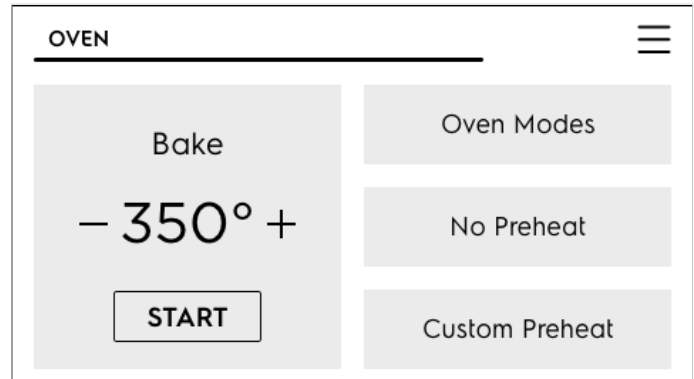 OVEN
Bake
− 350° +
START
Oven Modes
No Preheat
Custom Preheat